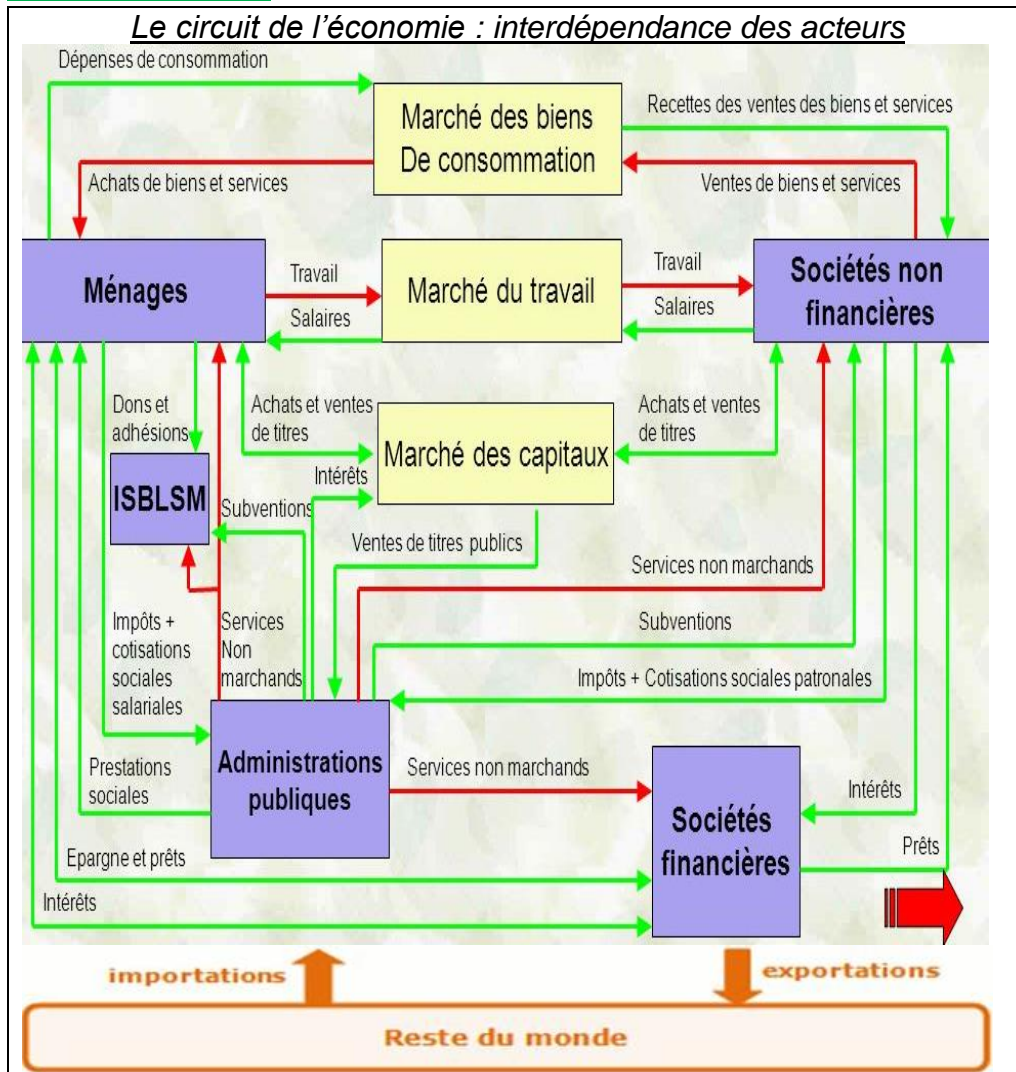 Le circuit de l'économie : interdépendance des acteurs
Dépenses de consommation
Marché des biens
De consommation
Recettes des ventes des biens et services
Achats de biens et services
Ventes de biens et services
Ménages
Travail
Salaires
Marché du travail
Travail
Salaires
Sociétés non
financières
Dons et
adhésions
Achats et ventes
de titres
Intérêts
Marché des capitaux
Achats et ventes
de titres
ISBLSM
Subventions
Ventes de titres publics
Services non marchands
Impôts +
cotisations
sociales
salariales
Services
Non
marchands
Subventions
Impôts + Cotisations sociales patronales
Administrations
publiques
Services non marchands
Prestations
sociales
Sociétés
financières
Intérêts
Prêts
Epargne et prêts
Intérêts
importations
exportations
Reste du monde